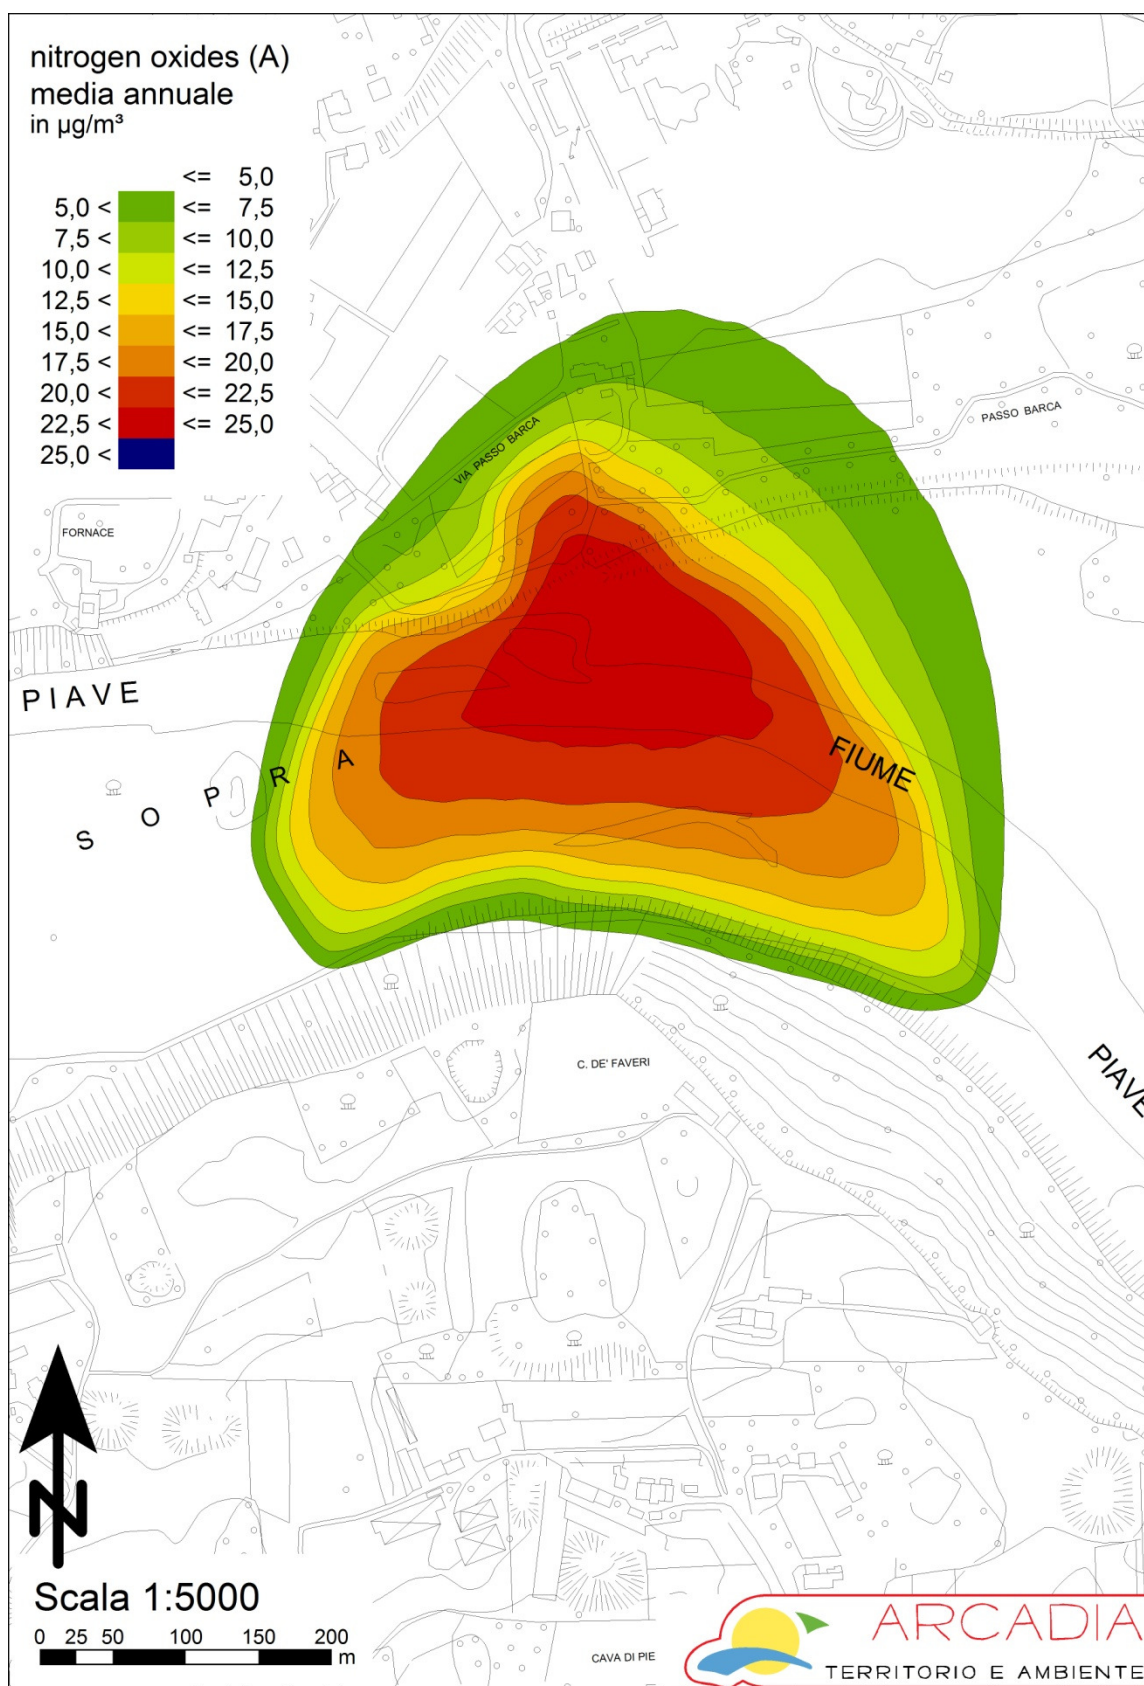 nitrogen oxides (A)
media annuale
in µg/m³
<= 5,0
5,0 < <= 7,5
7,5 < <= 10,0
10,0 < <= 12,5
12,5 < <= 15,0
15,0 < <= 17,5
17,5 < <= 20,0
20,0 < <= 22,5
22,5 < <= 25,0
25,0 <
PASSO BARCA
VIA PASSO BARCA
FORNACE
PIAVE
FIUME
SOPRA
PIAVE
C. DE' FAVERI
N
Scala 1:5000
0 25 50 100 150 200
m
CAVA DI PIE
ARCADIA
TERRITORIO E AMBIENTE